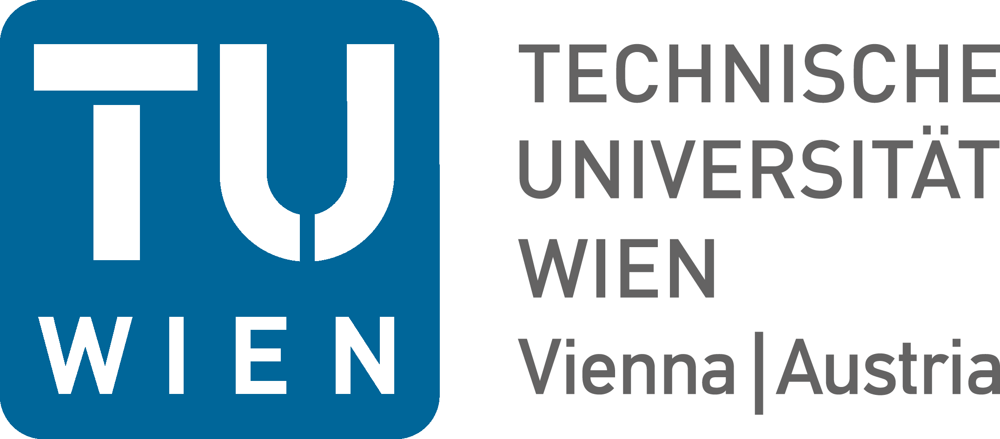 TU
WIEN
TECHNISCHE
UNIVERSITÄT
WIEN
Vienna | Austria